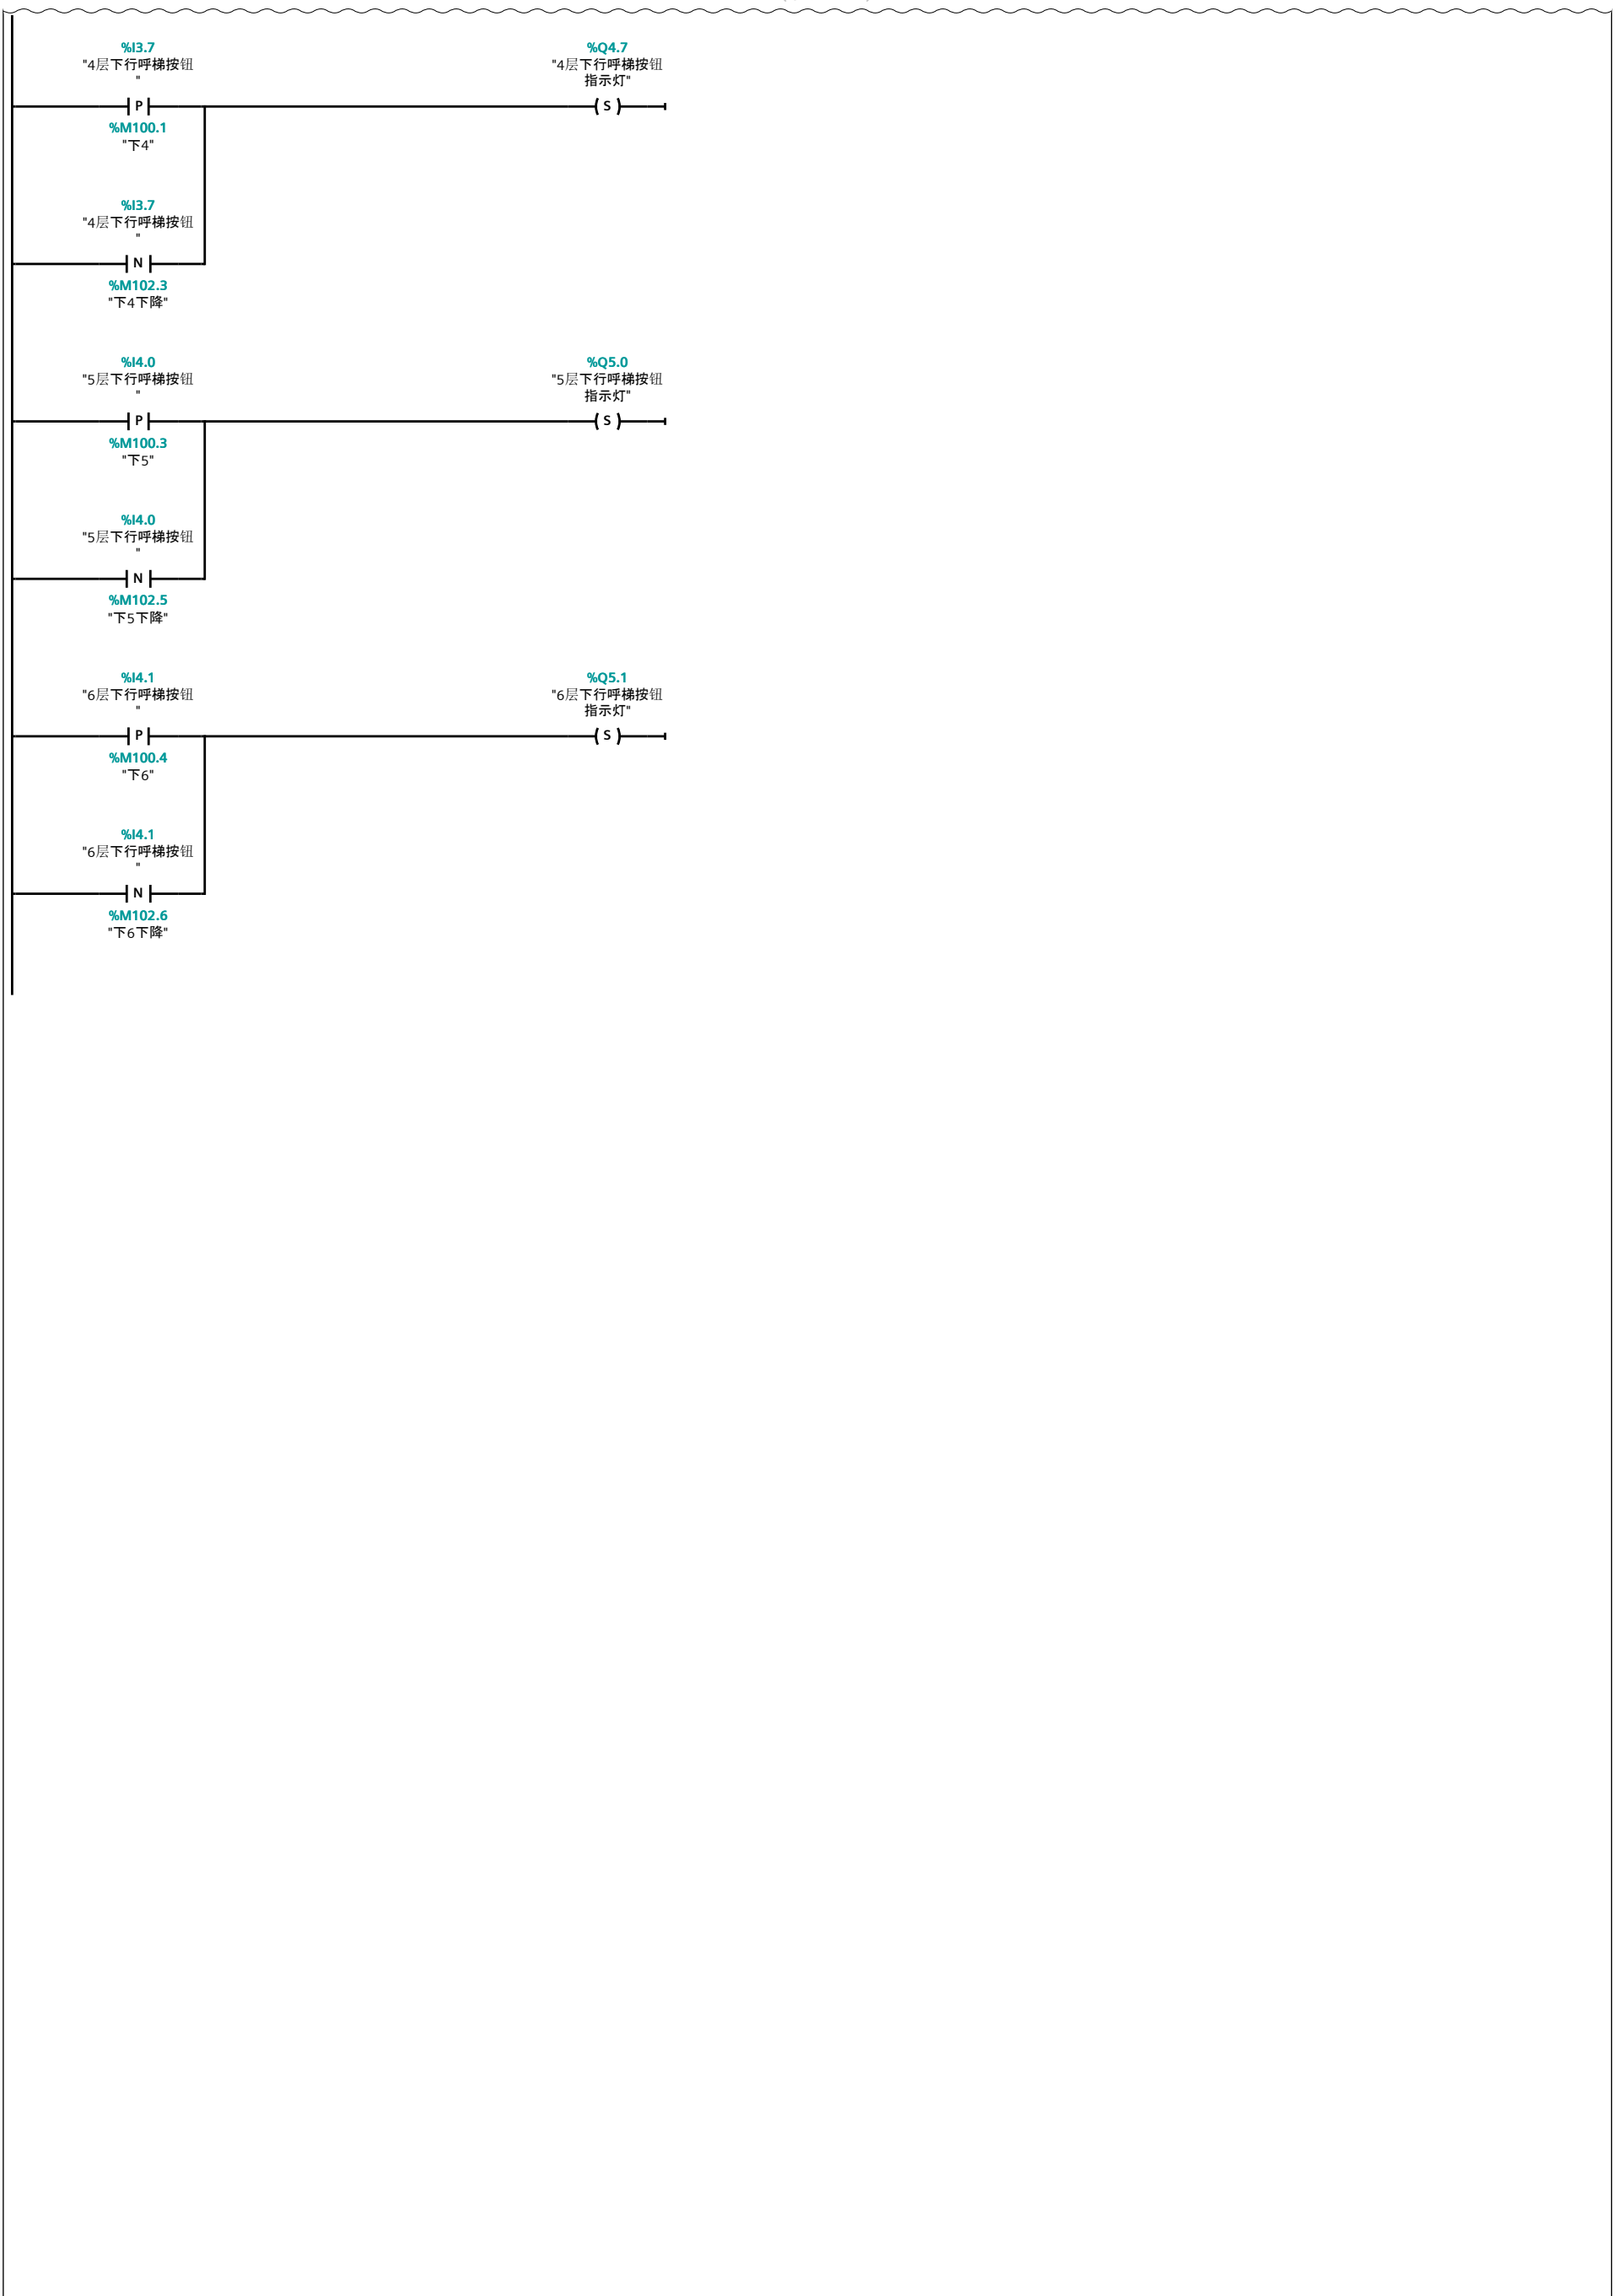 %I3.7
"4层下行呼梯按钮
"
P
%M100.1
"下4"
%Q4.7
"4层下行呼梯按钮
指示灯"
S
%I3.7
"4层下行呼梯按钮
"
N
%M102.3
"下4下降"
%I4.0
"5层下行呼梯按钮
"
P
%M100.3
"下5"
%Q5.0
"5层下行呼梯按钮
指示灯"
S
%I4.0
"5层下行呼梯按钮
"
N
%M102.5
"下5下降"
%I4.1
"6层下行呼梯按钮
"
P
%M100.4
"下6"
%Q5.1
"6层下行呼梯按钮
指示灯"
S
%I4.1
"6层下行呼梯按钮
"
N
%M102.6
"下6下降"